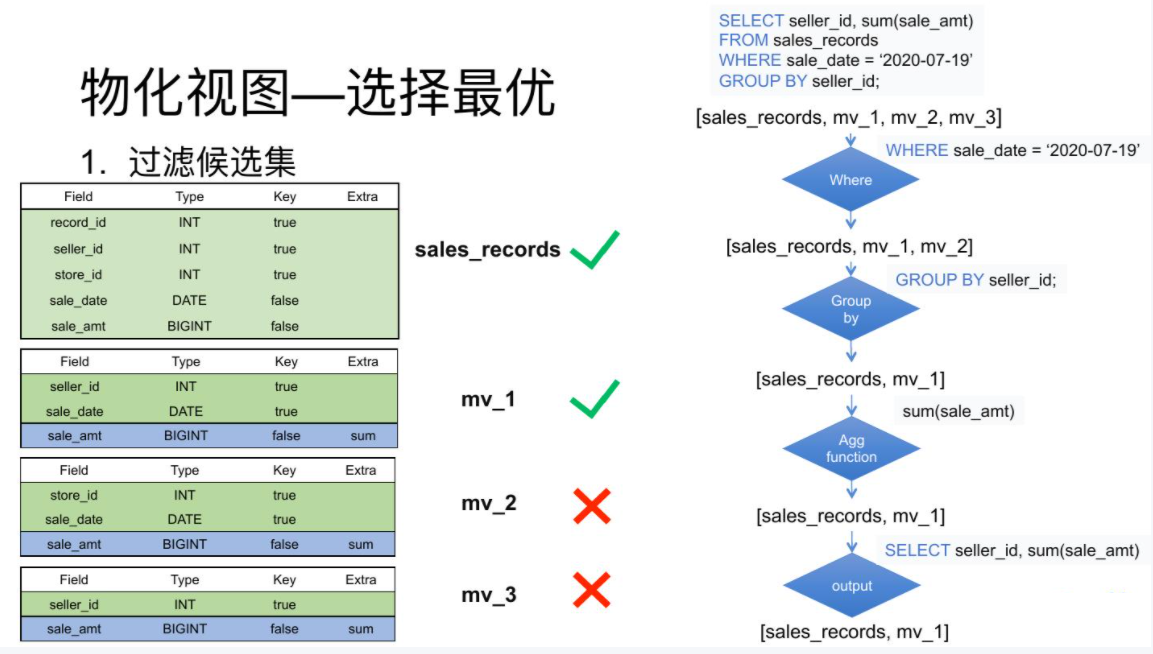 物化视图—选择最优
1. 过滤候选集
Field Type Key Extra
record_id INT true
seller_id INT true
store_id INT true
sale_date DATE false
sale_amt BIGINT false
sales_records
Field Type Key Extra
seller_id INT true
sale_date DATE true
sale_amt BIGINT false sum
mv_1
Field Type Key Extra
store_id INT true
sale_date DATE true
sale_amt BIGINT false sum
mv_2
Field Type Key Extra
seller_id INT true
sale_amt BIGINT false sum
mv_3
SELECT seller_id, sum(sale_amt)
FROM sales_records
WHERE sale_date = ‘2020-07-19’
GROUP BY seller_id;
[sales_records, mv_1, mv_2, mv_3]
WHERE sale_date = ‘2020-07-19’
Where
[sales_records, mv_1, mv_2]
GROUP BY seller_id;
Group
by
[sales_records, mv_1]
sum(sale_amt)
Agg
function
[sales_records, mv_1]
SELECT seller_id, sum(sale_amt)
output
[sales_records, mv_1]